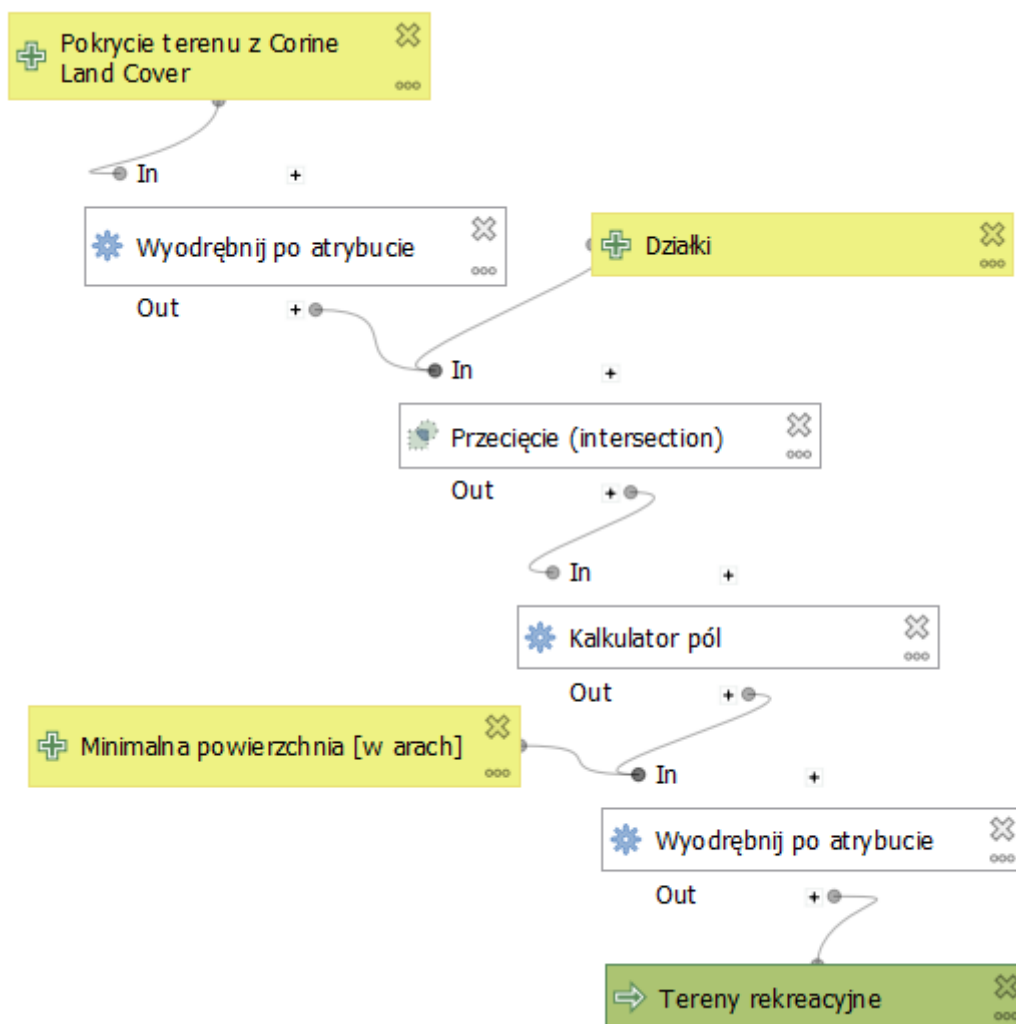 Pokrycie terenu z Corine
Land Cover
In
Wyodrębnij po atrybucie
Działki
Out
In
Przecięcie (intersection)
Out
In
Kalkulator pól
Out
Minimalna powierzchnia [w arach]
In
Wyodrębnij po atrybucie
Out
Tereny rekreacyjne